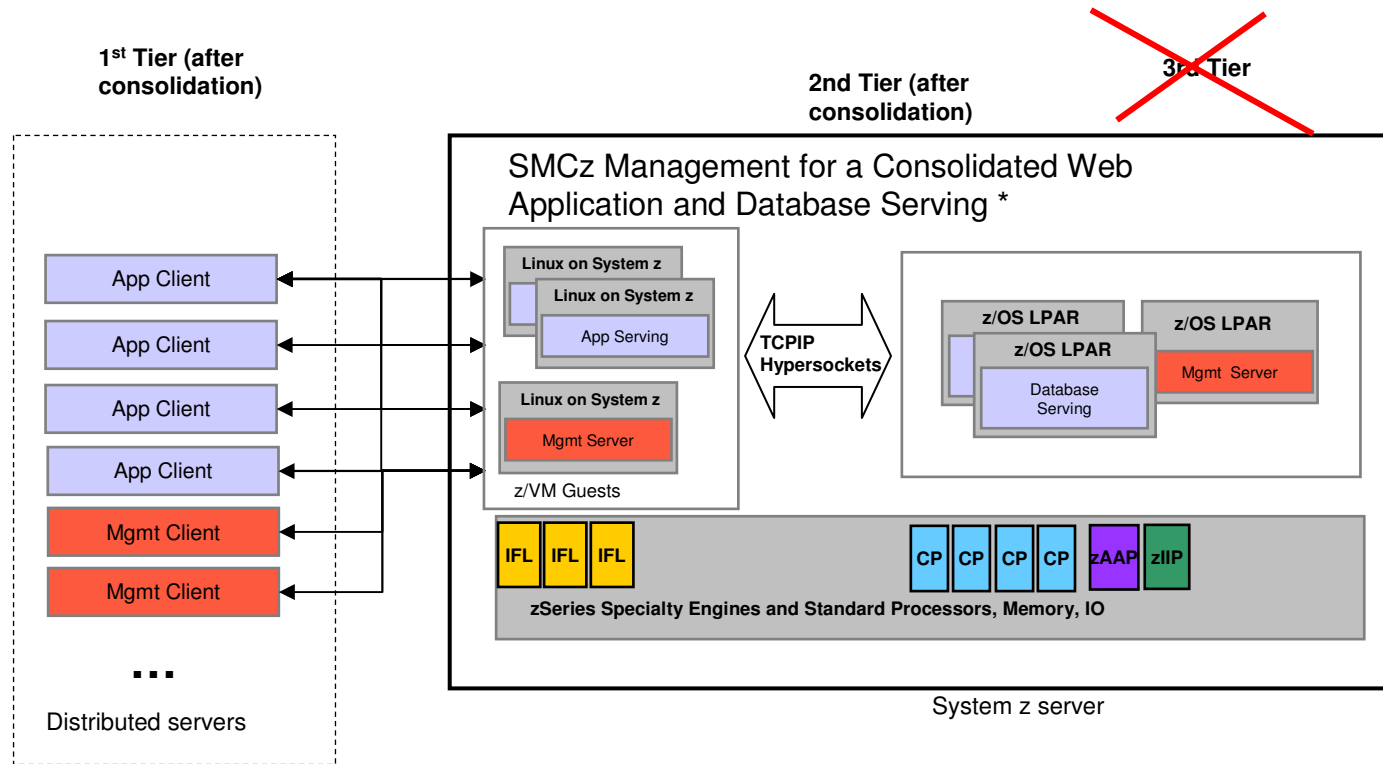 1st Tier (after
consolidation)
2nd Tier (after
consolidation)
3rd Tier
SMCz Management for a Consolidated Web
Application and Database Serving *
App Client
App Client
App Client
App Client
Mgmt Client
Mgmt Client
...
Distributed servers
Linux on System z
Linux on System z
App Serving
Linux on System z
Mgmt Server
z/VM Guests
TCPIP
Hypersockets
z/OS LPAR
z/OS LPAR
Database
Serving
z/OS LPAR
Mgmt Server
IFL IFL IFL CP CP CP CP zAAP zIIP
zSeries Specialty Engines and Standard Processors, Memory, IO
System z server